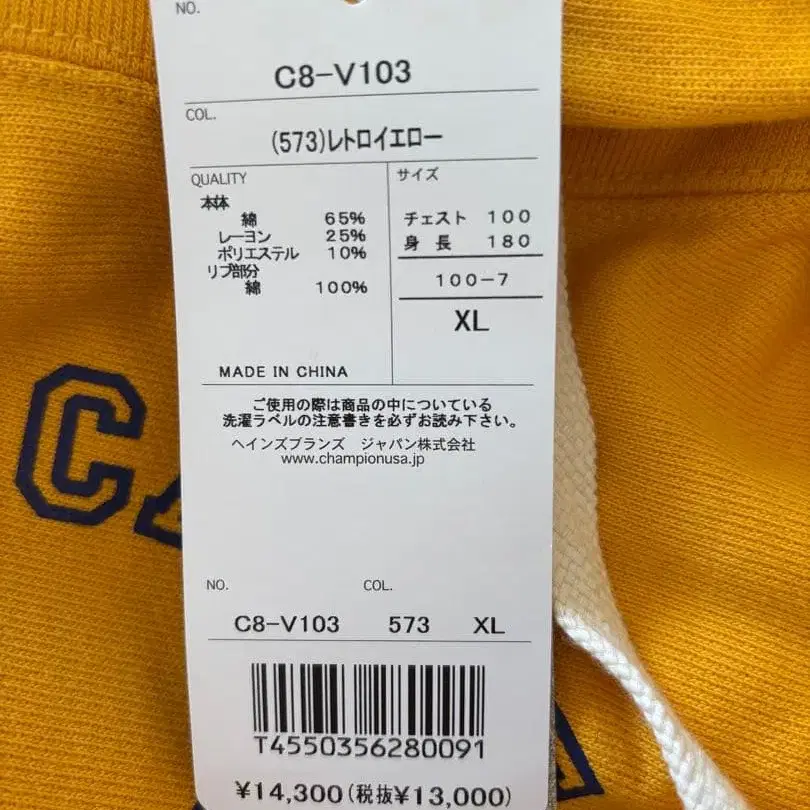 NO.
C8-V103
COL.
(573)レトロイエロー
QUALITY
本体
綿 65%
レーヨン 25%
ポリエステル 10%
リブ部分
綿 100%
サイズ
チェスト 100
身長 180
100-7
XL
MADE IN CHINA
ご使用の際は商品の中についている
洗濯ラベルの注意書きを必ずお読み下さい。
ヘインズブランズ ジャパン株式会社
www.championusa.jp
NO. COL.
C8-V103 573 XL
T4550356280091
¥14,300(税抜¥13,000)